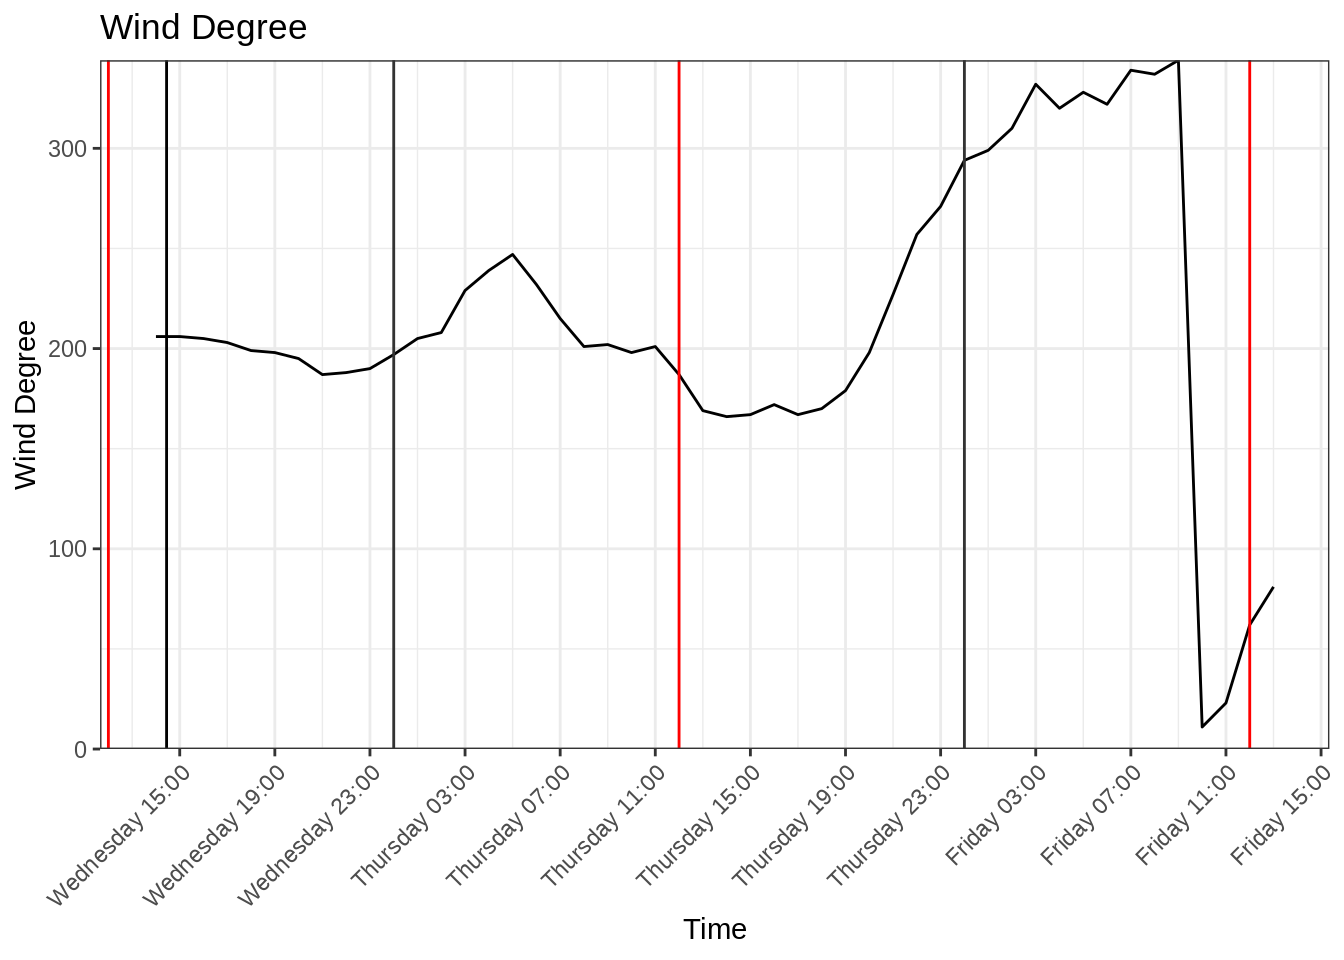 Wind Degree
Wind Degree
300
200
100
0
Wednesday 15:00
Wednesday 19:00
Wednesday 23:00
Thursday 03:00
Thursday 07:00
Thursday 11:00
Thursday 15:00
Thursday 19:00
Thursday 23:00
Friday 03:00
Friday 07:00
Friday 11:00
Friday 15:00
Time